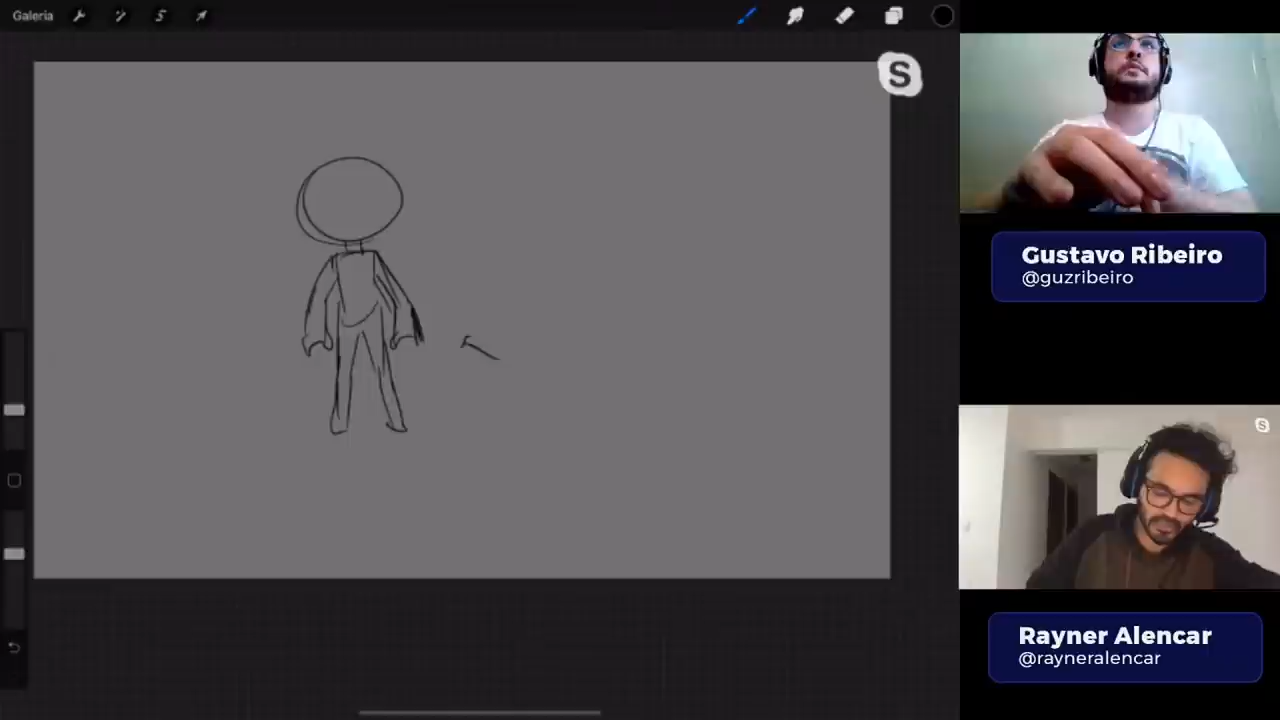 Galeria
S
Gustavo Ribeiro
@guzribeiro
S
Rayner Alencar
@rayneralencar